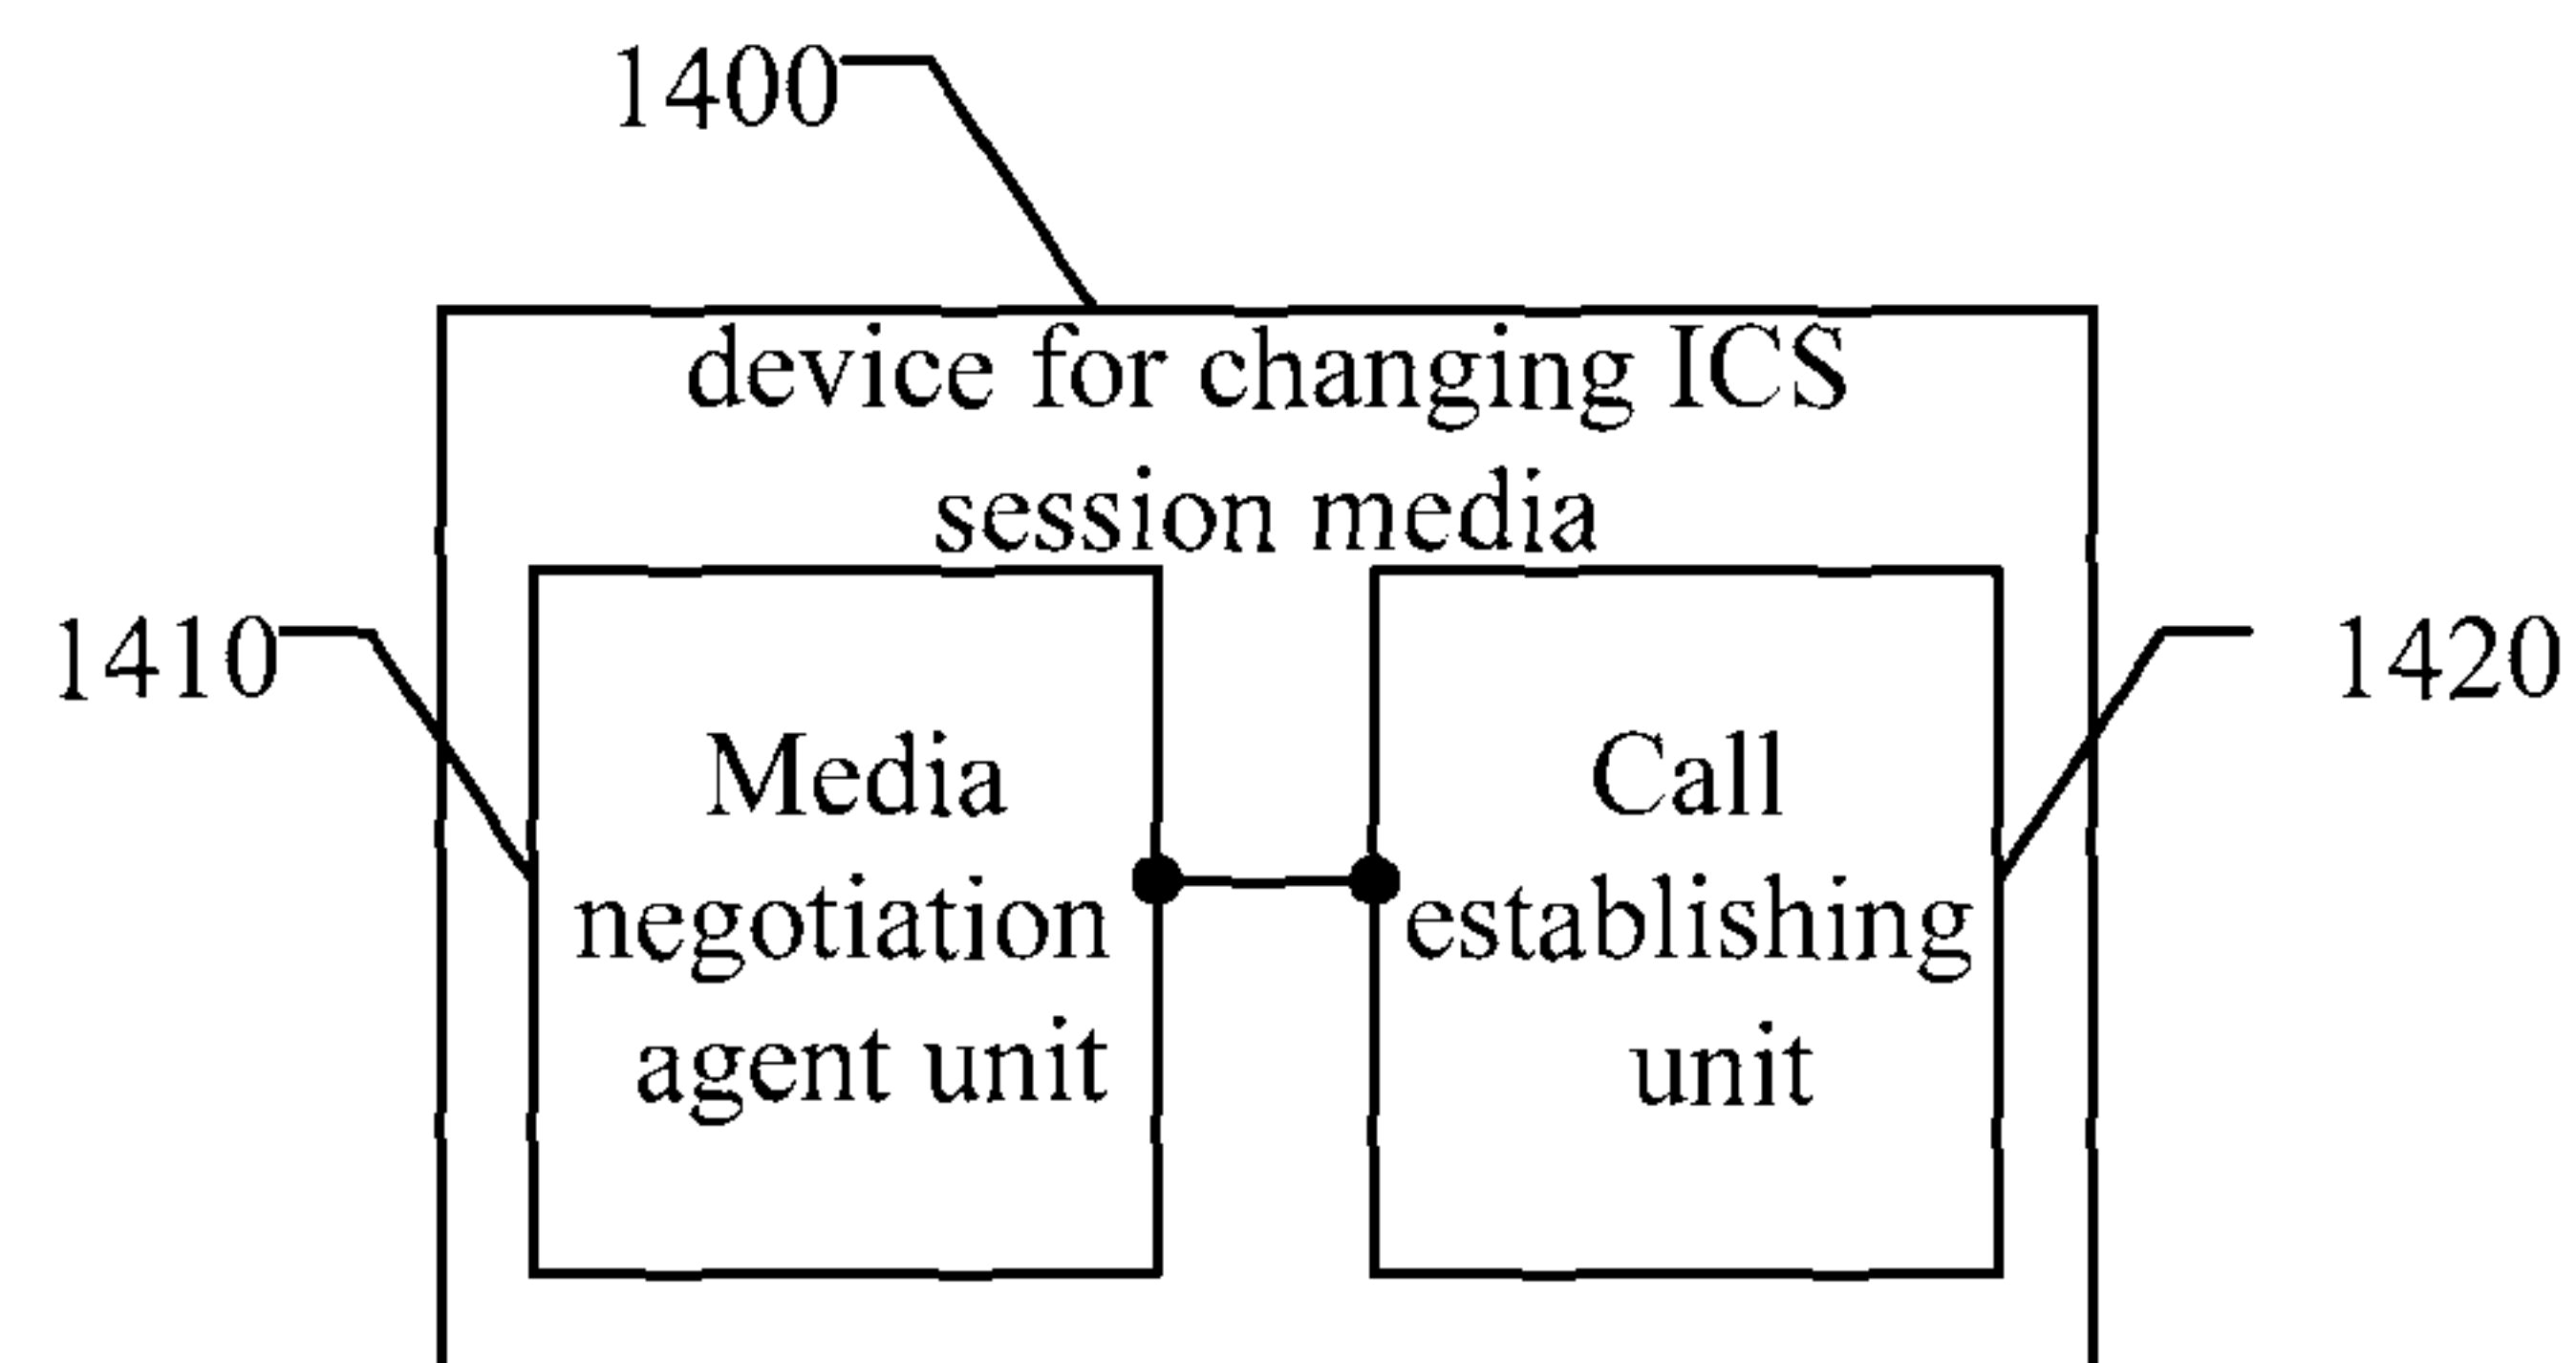 1400
device for changing ICS
session media
1410
1420
Media
negotiation
agent unit
Call
establishing
unit